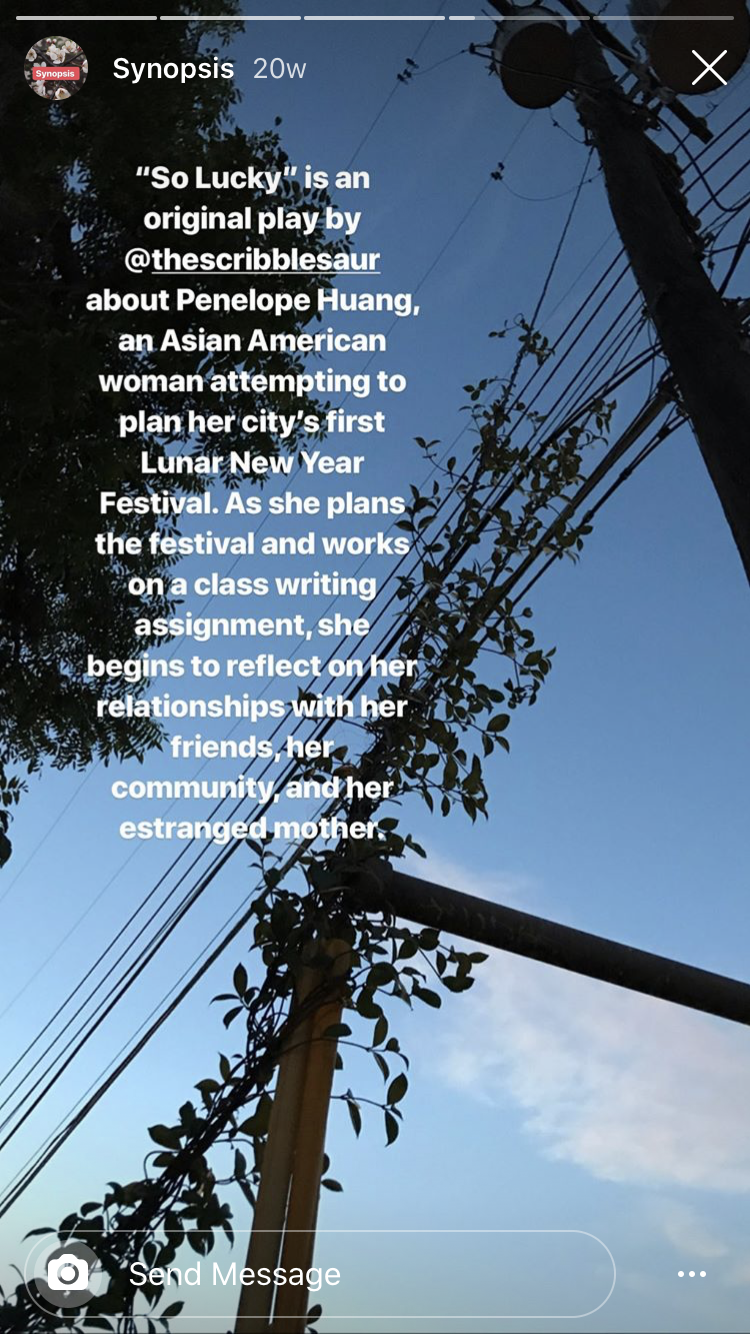 Synopsis
Synopsis 20w
“So Lucky” is an
original play by
@thescribblesaur
about Penelope Huang,
an Asian American
woman attempting to
plan her city’s first
Lunar New Year
Festival. As she plans
the festival and works
on a class writing
assignment, she
begins to reflect on her
relationships with her
friends, her
community, and her
estranged mother.
Send Message